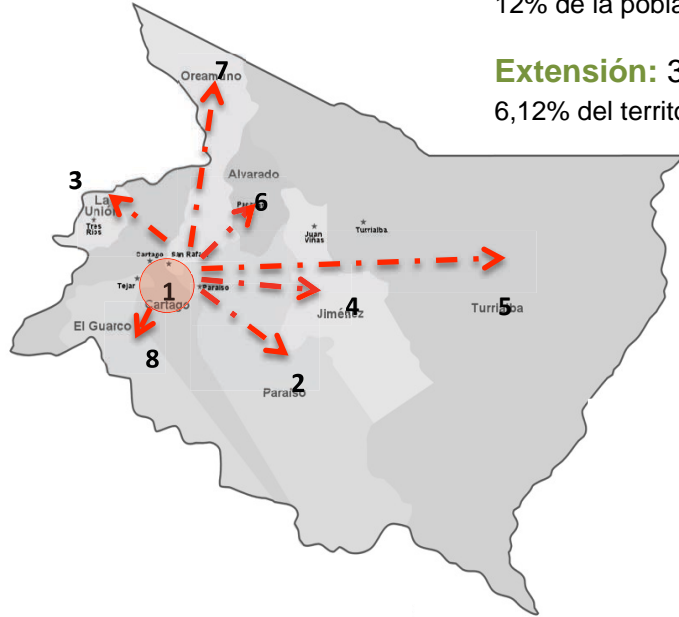 12% de la pobla
Extensión: 3
6,12% del territo
7
Oreamuno
Alvarado
3
La
Unión
6
Tres
Ríos
Juan
Viñas
Turrialba
Cartago
San Rafa
1
Tejar
Paraíso
Cartago
4
Jiménez
5
Turrialba
El Guarco
8
2
Paraíso